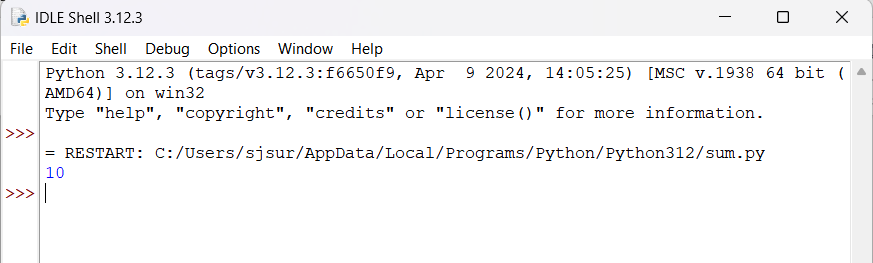 IDLE Shell 3.12.3
File Edit Shell Debug Options Window Help
Python 3.12.3 (tags/v3.12.3:f6650f9, Apr  9 2024, 14:05:25) [MSC v.1938 64 bit (
AMD64)] on win32
Type "help", "copyright", "credits" or "license()" for more information.
>>>
= RESTART: C:/Users/sjsur/AppData/Local/Programs/Python/Python312/sum.py
10
>>>